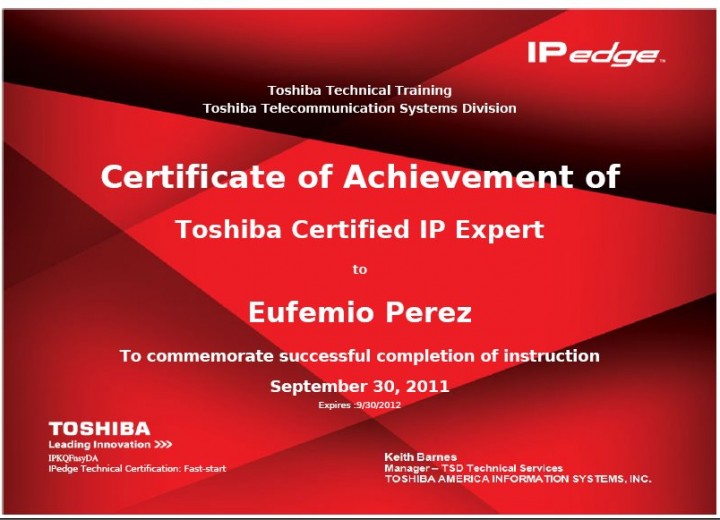 IPedge™
Toshiba Technical Training
Toshiba Telecommunication Systems Division
Certificate of Achievement of
Toshiba Certified IP Expert
to
Eufemio Perez
To commemorate successful completion of instruction
September 30, 2011
Expires :9/30/2012
TOSHIBA
Leading Innovation >>>
IPedge Technical Certification: Fast-start
Keith Barnes
Manager – TSD Technical Services
TOSHIBA AMERICA INFORMATION SYSTEMS, INC.